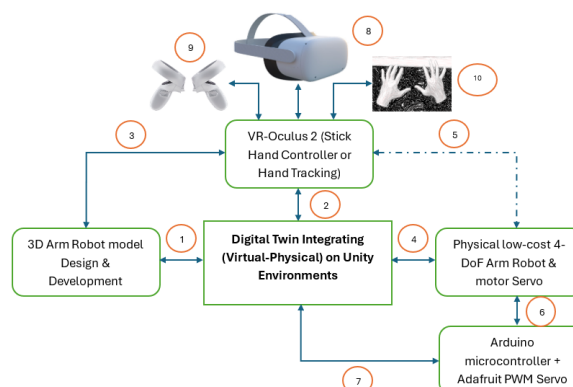 9
8
10
VR-Oculus 2 (Stick
Hand Controller or
Hand Tracking)
3
5
2
3D Arm Robot model
Design &
Development
1
Digital Twin Integrating
(Virtual-Physical) on Unity
Environments
4
Physical low-cost 4-
DoF Arm Robot &
motor Servo
6
Arduino
microcontroller +
Adafruit PWM Servo
7